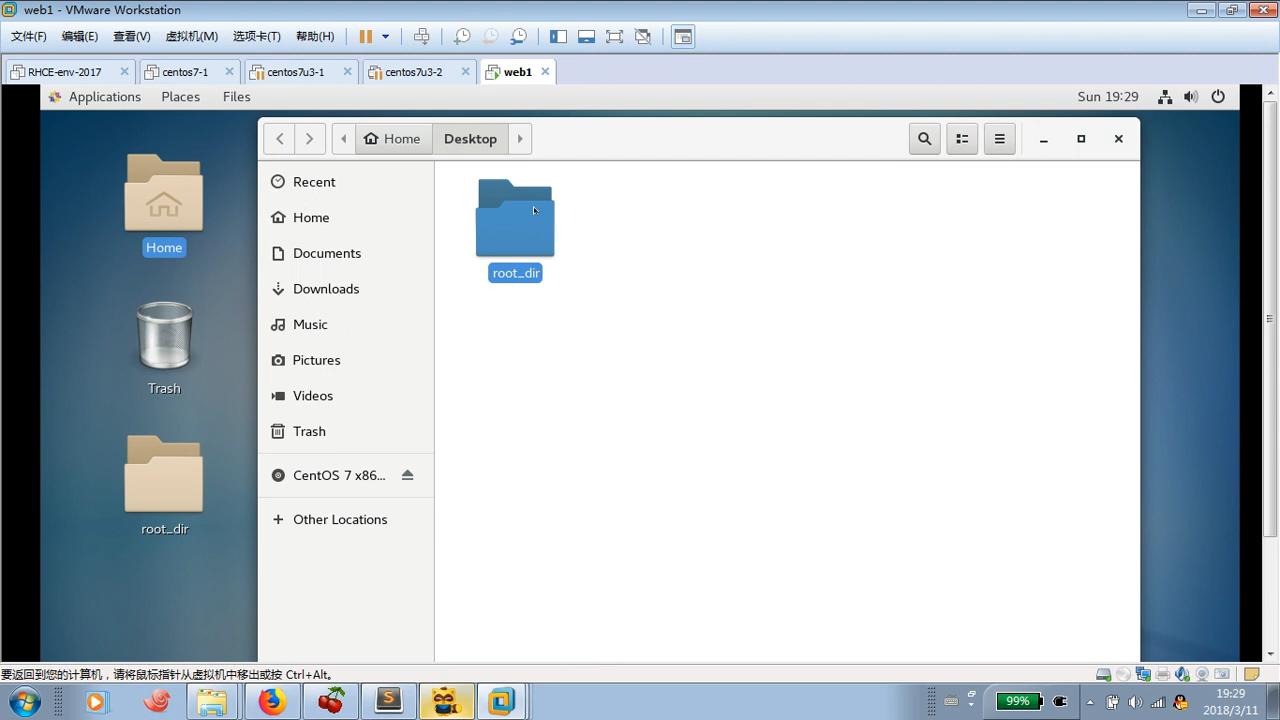 web1 - VMware Workstation
文件(F) 编辑(E) 查看(V) 虚拟机(M) 选项卡(T) 帮助(H)
RHCE-env-2017 centos7-1 centos7u3-1 centos7u3-2 web1
Applications Places Files Sun 19:29
Home Desktop
Home
Trash
root_dir
Recent
Home
Documents
Downloads
Music
Pictures
Videos
Trash
CentOS 7 x86...
Other Locations
root_dir
要返回到您的计算机，请将鼠标指针从虚拟机中移出或按 Ctrl+Alt。
99%
19:29
2018/3/11